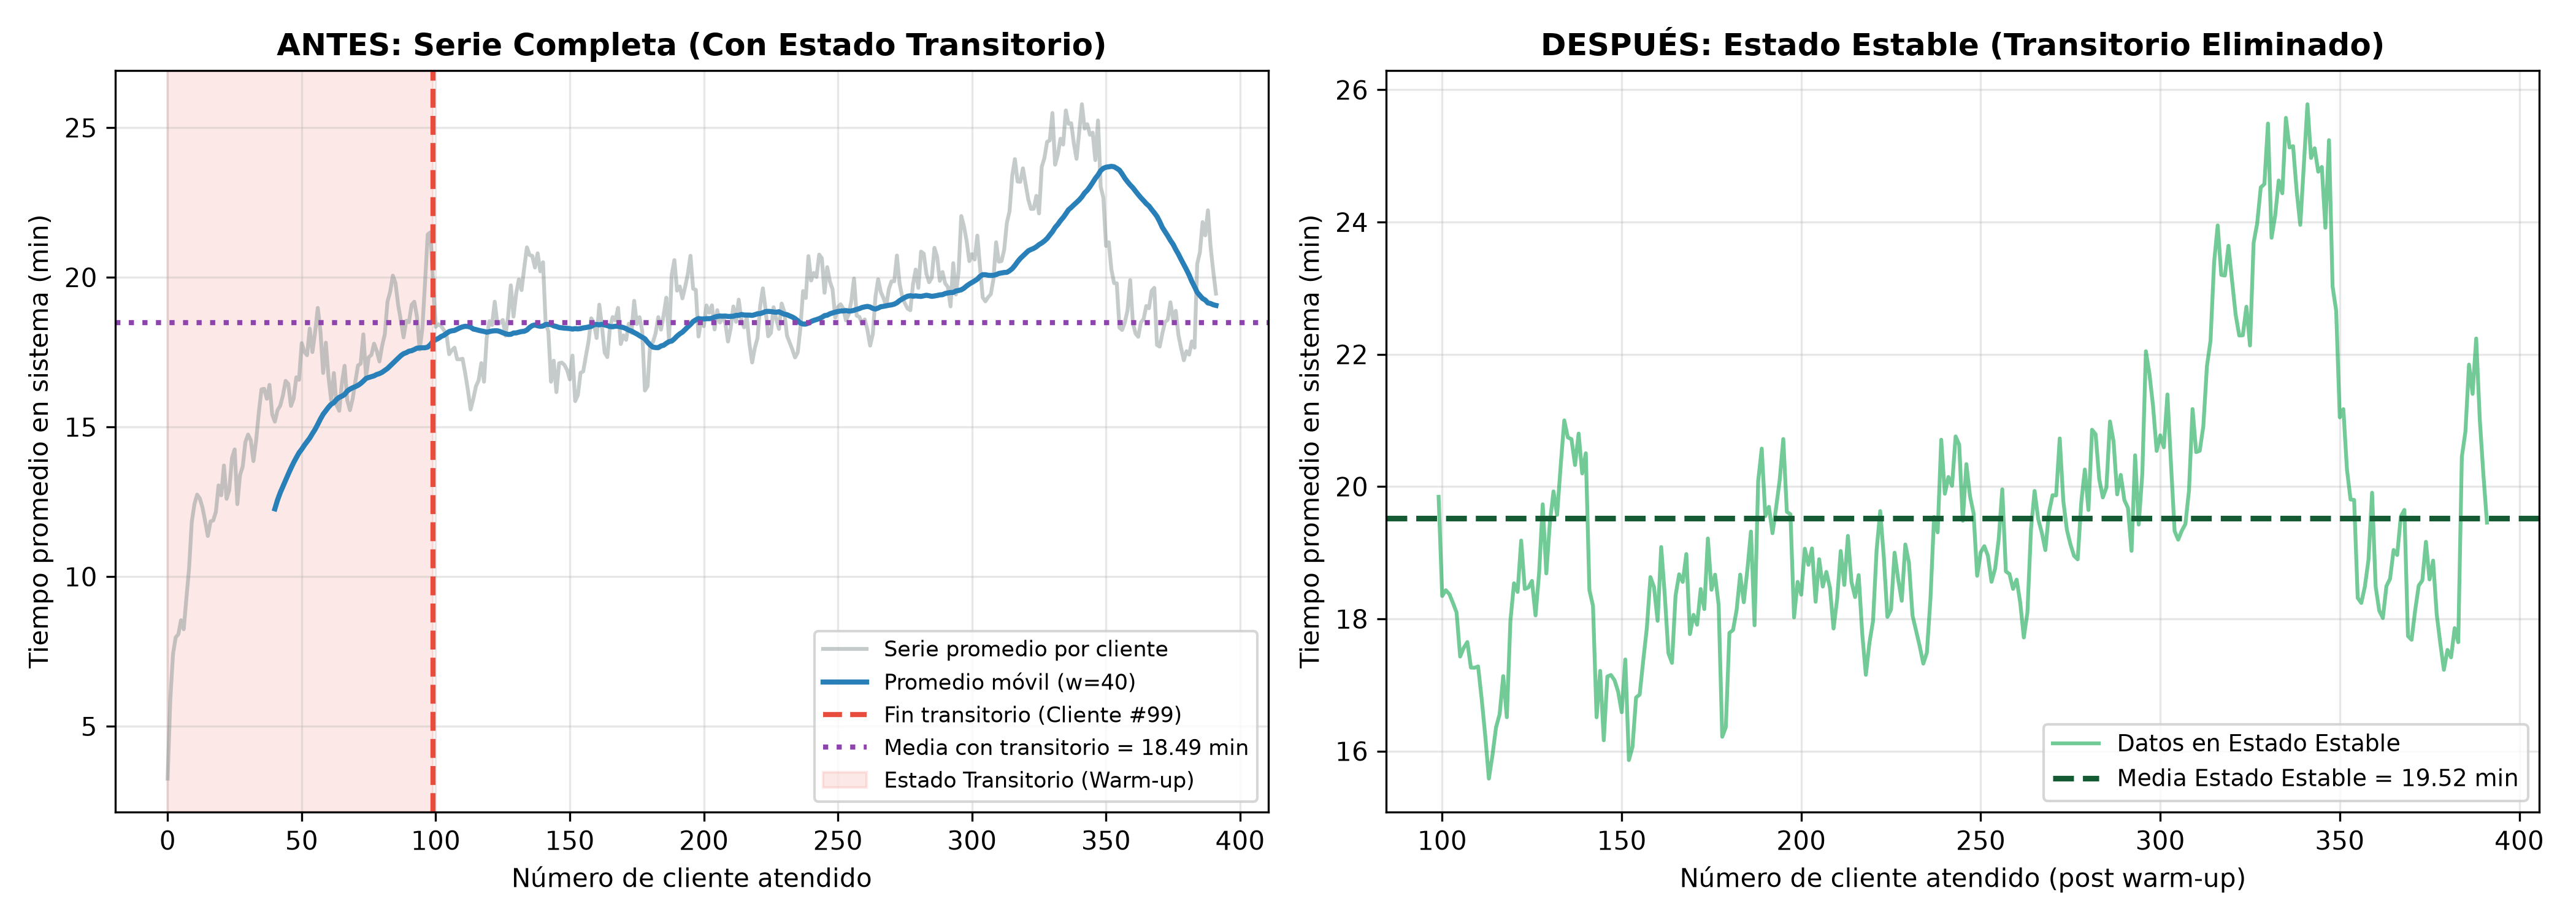 ANTES: Serie Completa (Con Estado Transitorio)
Tiempo promedio en sistema (min)
25
20
15
10
5
Serie promedio por cliente
Promedio móvil (w=40)
Fin transitorio (Cliente #99)
Media con transitorio = 18.49 min
Estado Transitorio (Warm-up)
0 50 100 150 200 250 300 350 400
Número de cliente atendido
DESPUÉS: Estado Estable (Transitorio Eliminado)
Tiempo promedio en sistema (min)
26
24
22
20
18
16
Datos en Estado Estable
Media Estado Estable = 19.52 min
100 150 200 250 300 350 400
Número de cliente atendido (post warm-up)